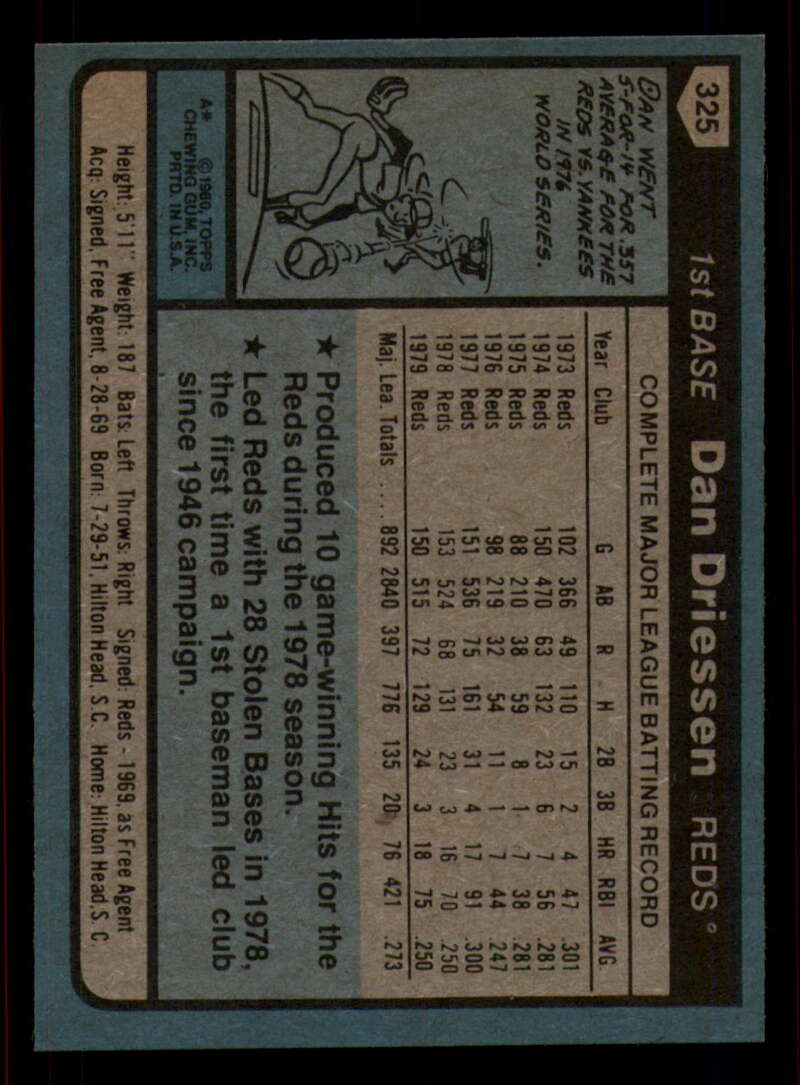 325 1st BASE Dan Driessen REDS°
DAN WENT
5-FOR-14 FOR .357
AVERAGE FOR THE
REDS VS. YANKEES
IN 1976
WORLD SERIES.
A* © 1980, TOPPS
CHEWING GUM, INC.
PRTD. IN U.S.A.
COMPLETE MAJOR LEAGUE BATTING RECORD
Year Club G AB R H 2B 3B HR RBI AVG
1973 Reds 102 366 49 110 15 2 4 47 .301
1974 Reds 150 470 63 132 23 6 7 56 .281
1975 Reds 88 210 38 59 8 1 7 38 .281
1976 Reds 98 219 32 54 11 1 7 44 .247
1977 Reds 151 536 75 161 31 4 17 91 .300
1978 Reds 153 524 68 131 23 3 16 70 .250
1979 Reds 150 515 72 129 24 3 18 75 .250
Maj. Lea. Totals .... 892 2840 397 776 135 20 76 421 .273
★ Produced 10 game-winning Hits for the
Reds during the 1978 season.
★ Led Reds with 28 Stolen Bases in 1978,
the first time a 1st baseman led club
since 1946 campaign.
Height: 5'11" Weight: 187 Bats: Left Throws: Right Signed: Reds - 1969, as Free Agent
Acq: Signed, Free Agent, 8-28-69 Born: 7-29-51, Hilton Head, S.C. Home: Hilton Head, S. C.